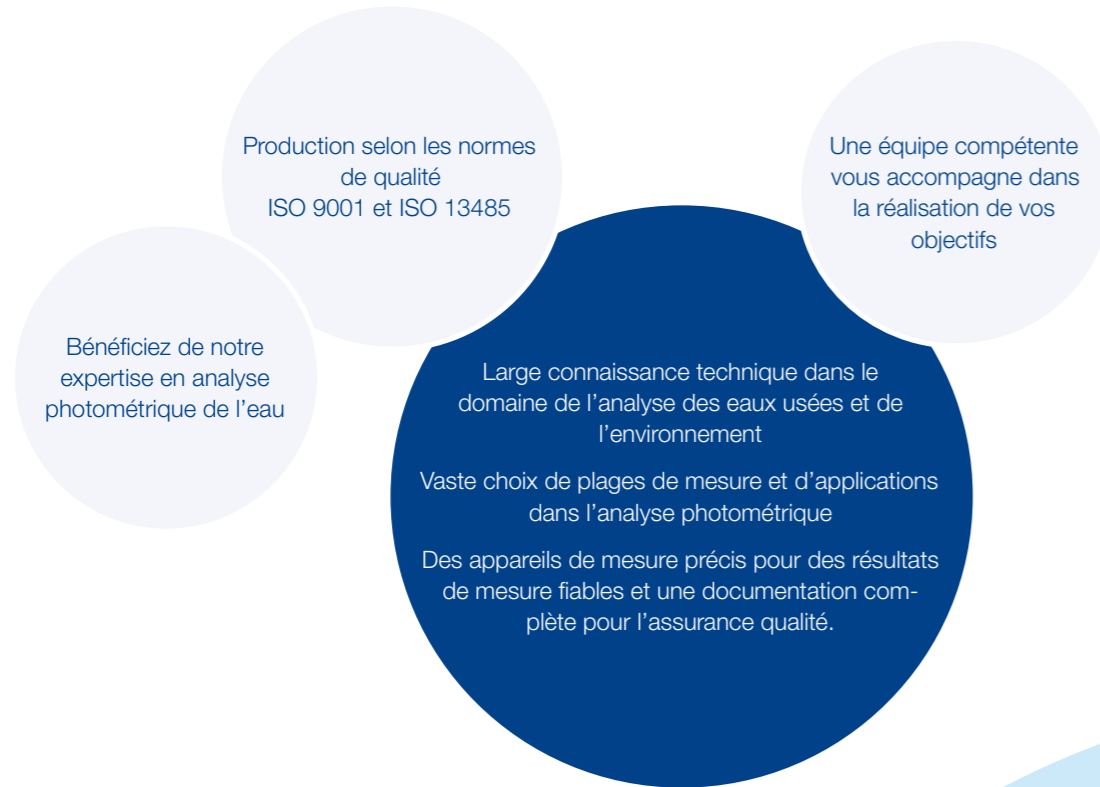 Production selon les normes
de qualité
ISO 9001 et ISO 13485
Une équipe compétente
vous accompagne dans
la réalisation de vos
objectifs
Bénéficiez de notre
expertise en analyse
photométrique de l’eau
Large connaissance technique dans le
domaine de l’analyse des eaux usées et de
l’environnement
Vaste choix de plages de mesure et d’applications
dans l’analyse photométrique
Des appareils de mesure précis pour des résultats
de mesure fiables et une documentation com-
plète pour l’assurance qualité.